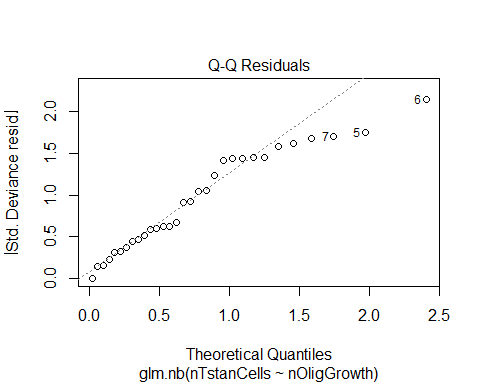 Q-Q Residuals
|Std. Deviance resid.|
0.0 0.5 1.0 1.5 2.0
6
7 5
0.0 0.5 1.0 1.5 2.0 2.5
Theoretical Quantiles
glm.nb(nTstanCells ~ nOligGrowth)